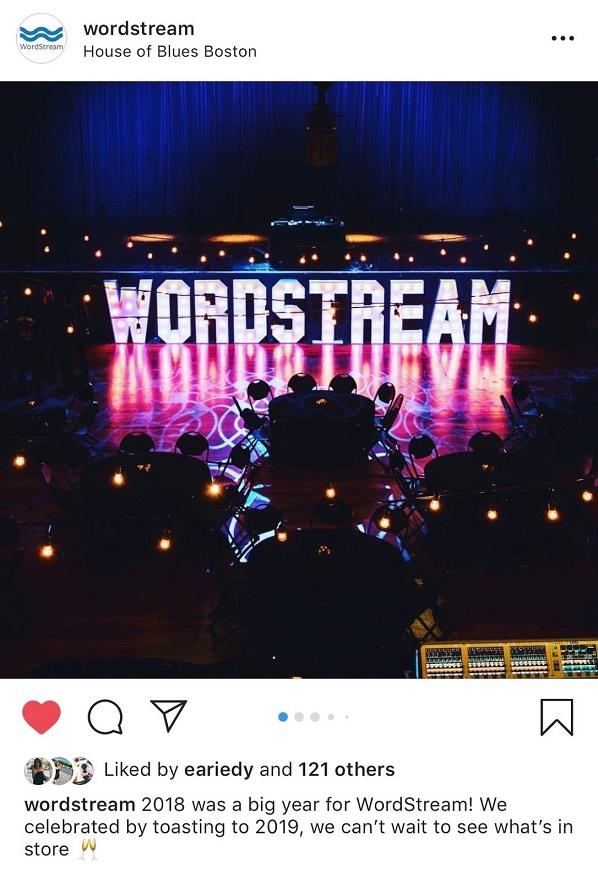 WordStream
wordstream
House of Blues Boston
WORDSTREAM
Liked by eariedy and 121 others
wordstream 2018 was a big year for WordStream! We
celebrated by toasting to 2019, we can’t wait to see what’s in
store 🥂